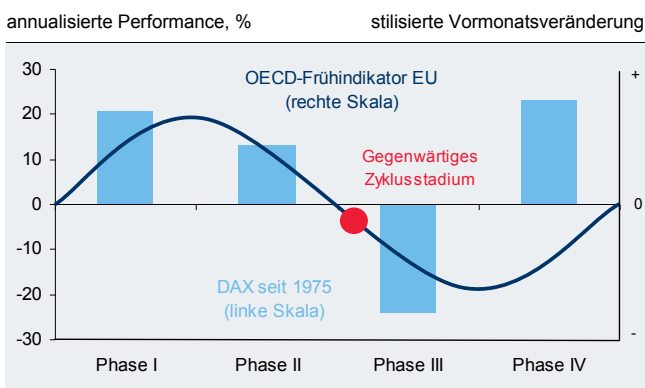 annualisierte Performance, %
stilisierte Vormonatsveränderung
30
20
10
0
-10
-20
-30
+
0
-
OECD-Frühindikator EU
(rechte Skala)
Gegenwärtiges
Zyklusstadium
DAX seit 1975
(linke Skala)
Phase I
Phase II
Phase III
Phase IV